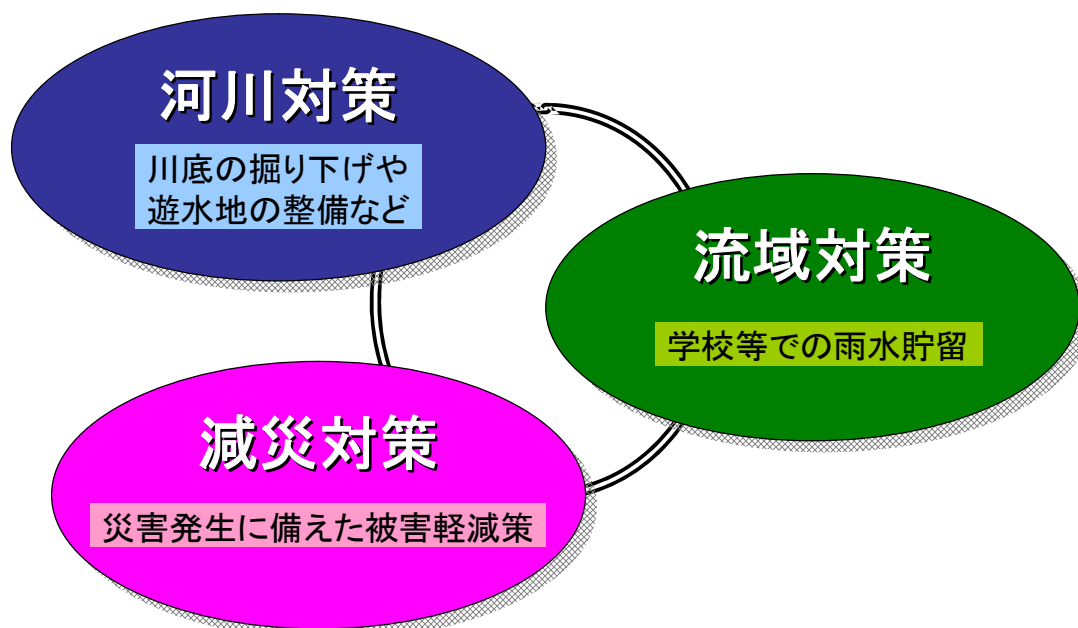 河川対策
川底の掘り下げや
遊水地の整備など
流域対策
学校等での雨水貯留
減災対策
災害発生に備えた被害軽減策